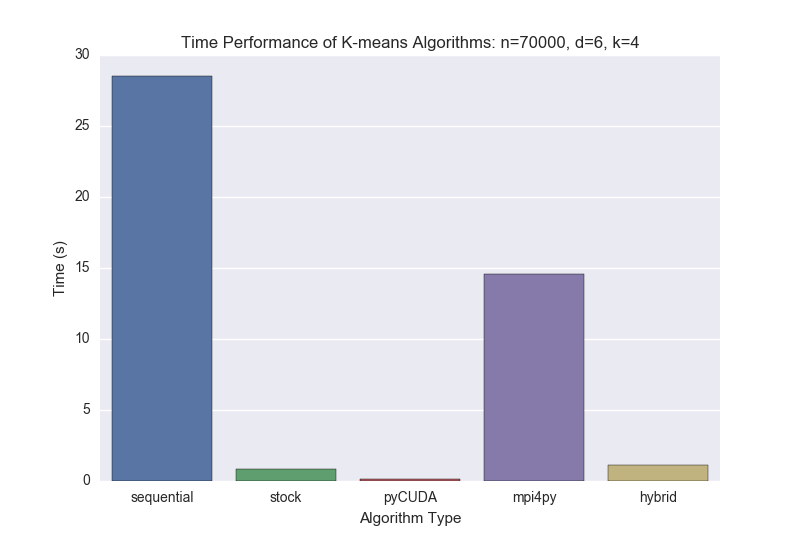 Time Performance of K-means Algorithms: n=70000, d=6, k=4
30
25
20
15
10
5
0
Time (s)
sequential stock pyCUDA mpi4py hybrid
Algorithm Type